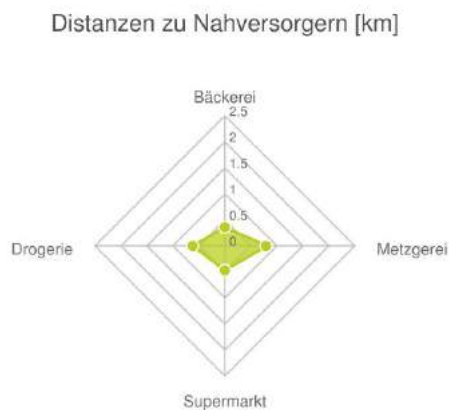 Distanzen zu Nahversorgern [km]
Bäckerei
2.5
2
1.5
1
0.5
0
Drogerie
Metzgerei
Supermarkt